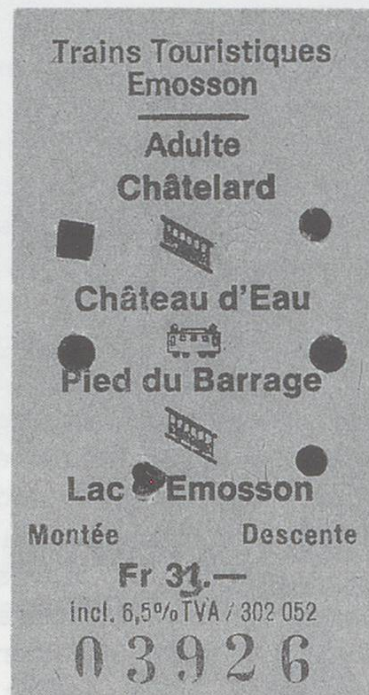 Trains Touristiques
Emosson
Adulte
Châtelard
Château d'Eau
Pied du Barrage
Lac Emosson
Montée Descente
Fr 31.—
incl. 6,5% TVA / 302 052
03926